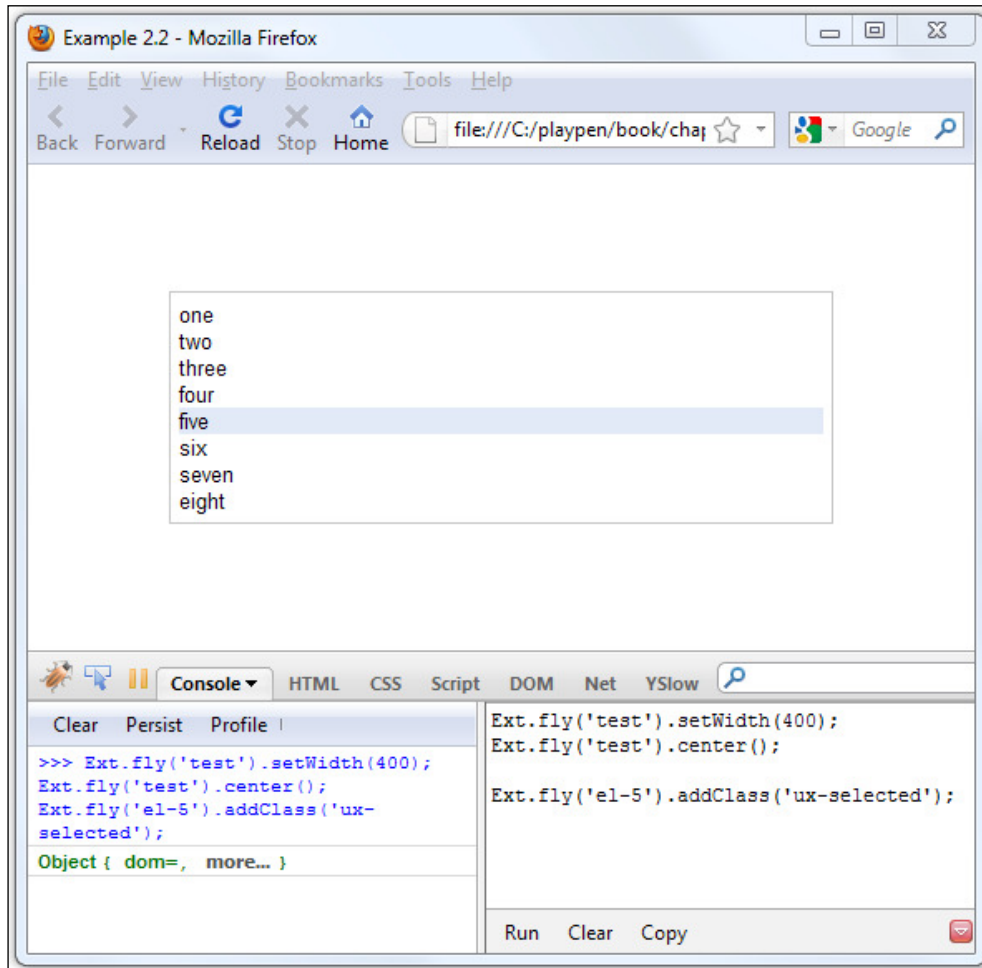 Example 2.2 - Mozilla Firefox
File Edit View History Bookmarks Tools Help
Back Forward Reload Stop Home file:///C:/playpen/book/chap Google
one
two
three
four
five
six
seven
eight
Console HTML CSS Script DOM Net YSlow
Clear Persist Profile
>>> Ext.fly('test').setWidth(400);
Ext.fly('test').center();
Ext.fly('el-5').addClass('ux-
selected');
Object { dom=, more... }
Ext.fly('test').setWidth(400);
Ext.fly('test').center();
Ext.fly('el-5').addClass('ux-selected');
Run Clear Copy